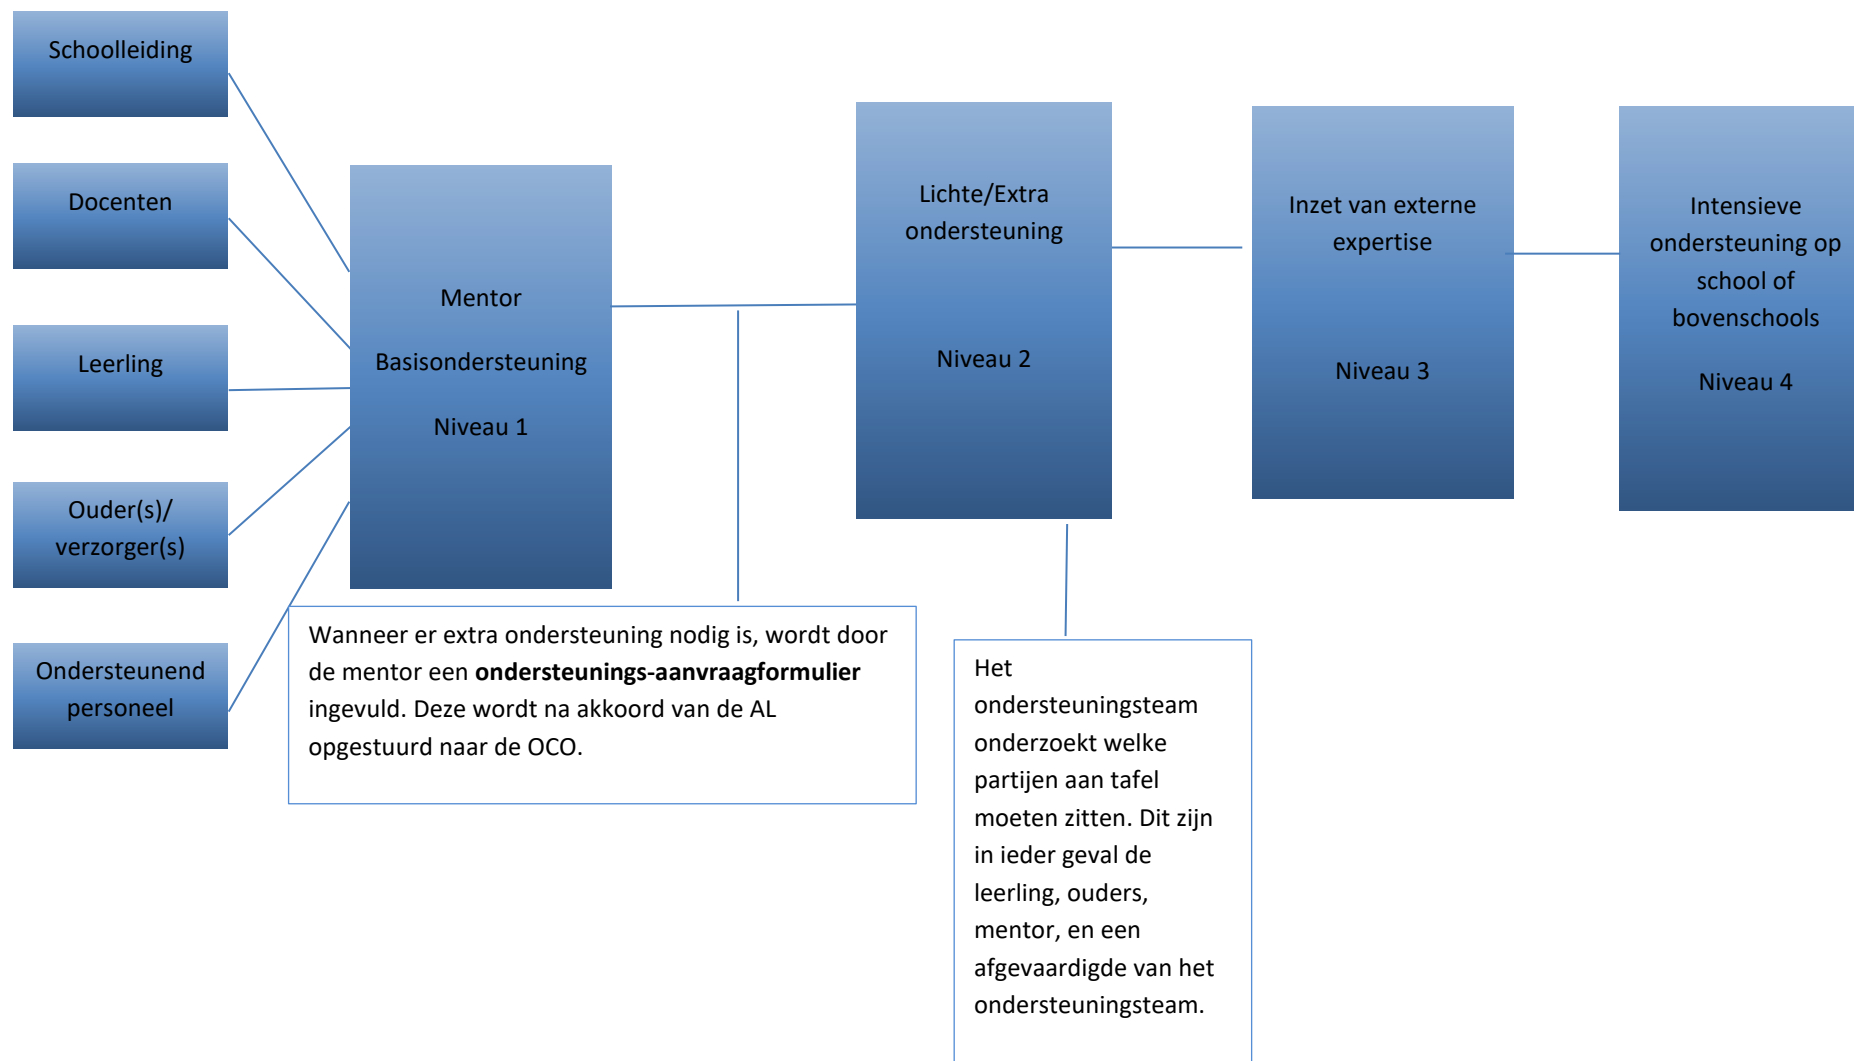 Schoolleiding
Docenten
Leerling
Ouder(s)/
verzorger(s)
Ondersteunend
personeel
Mentor
Basisondersteuning
Niveau 1
Lichte/Extra
ondersteuning
Niveau 2
Inzet van externe
expertise
Niveau 3
Intensieve
ondersteuning op
school of
bovenschools
Niveau 4
Wanneer er extra ondersteuning nodig is, wordt door
de mentor een ondersteunings-aanvraagformulier
ingevuld. Deze wordt na akkoord van de AL
opgestuurd naar de OCO.
Het
ondersteuningsteam
onderzoekt welke
partijen aan tafel
moeten zitten. Dit zijn
in ieder geval de
leerling, ouders,
mentor, en een
afgevaardigde van het
ondersteuningsteam.